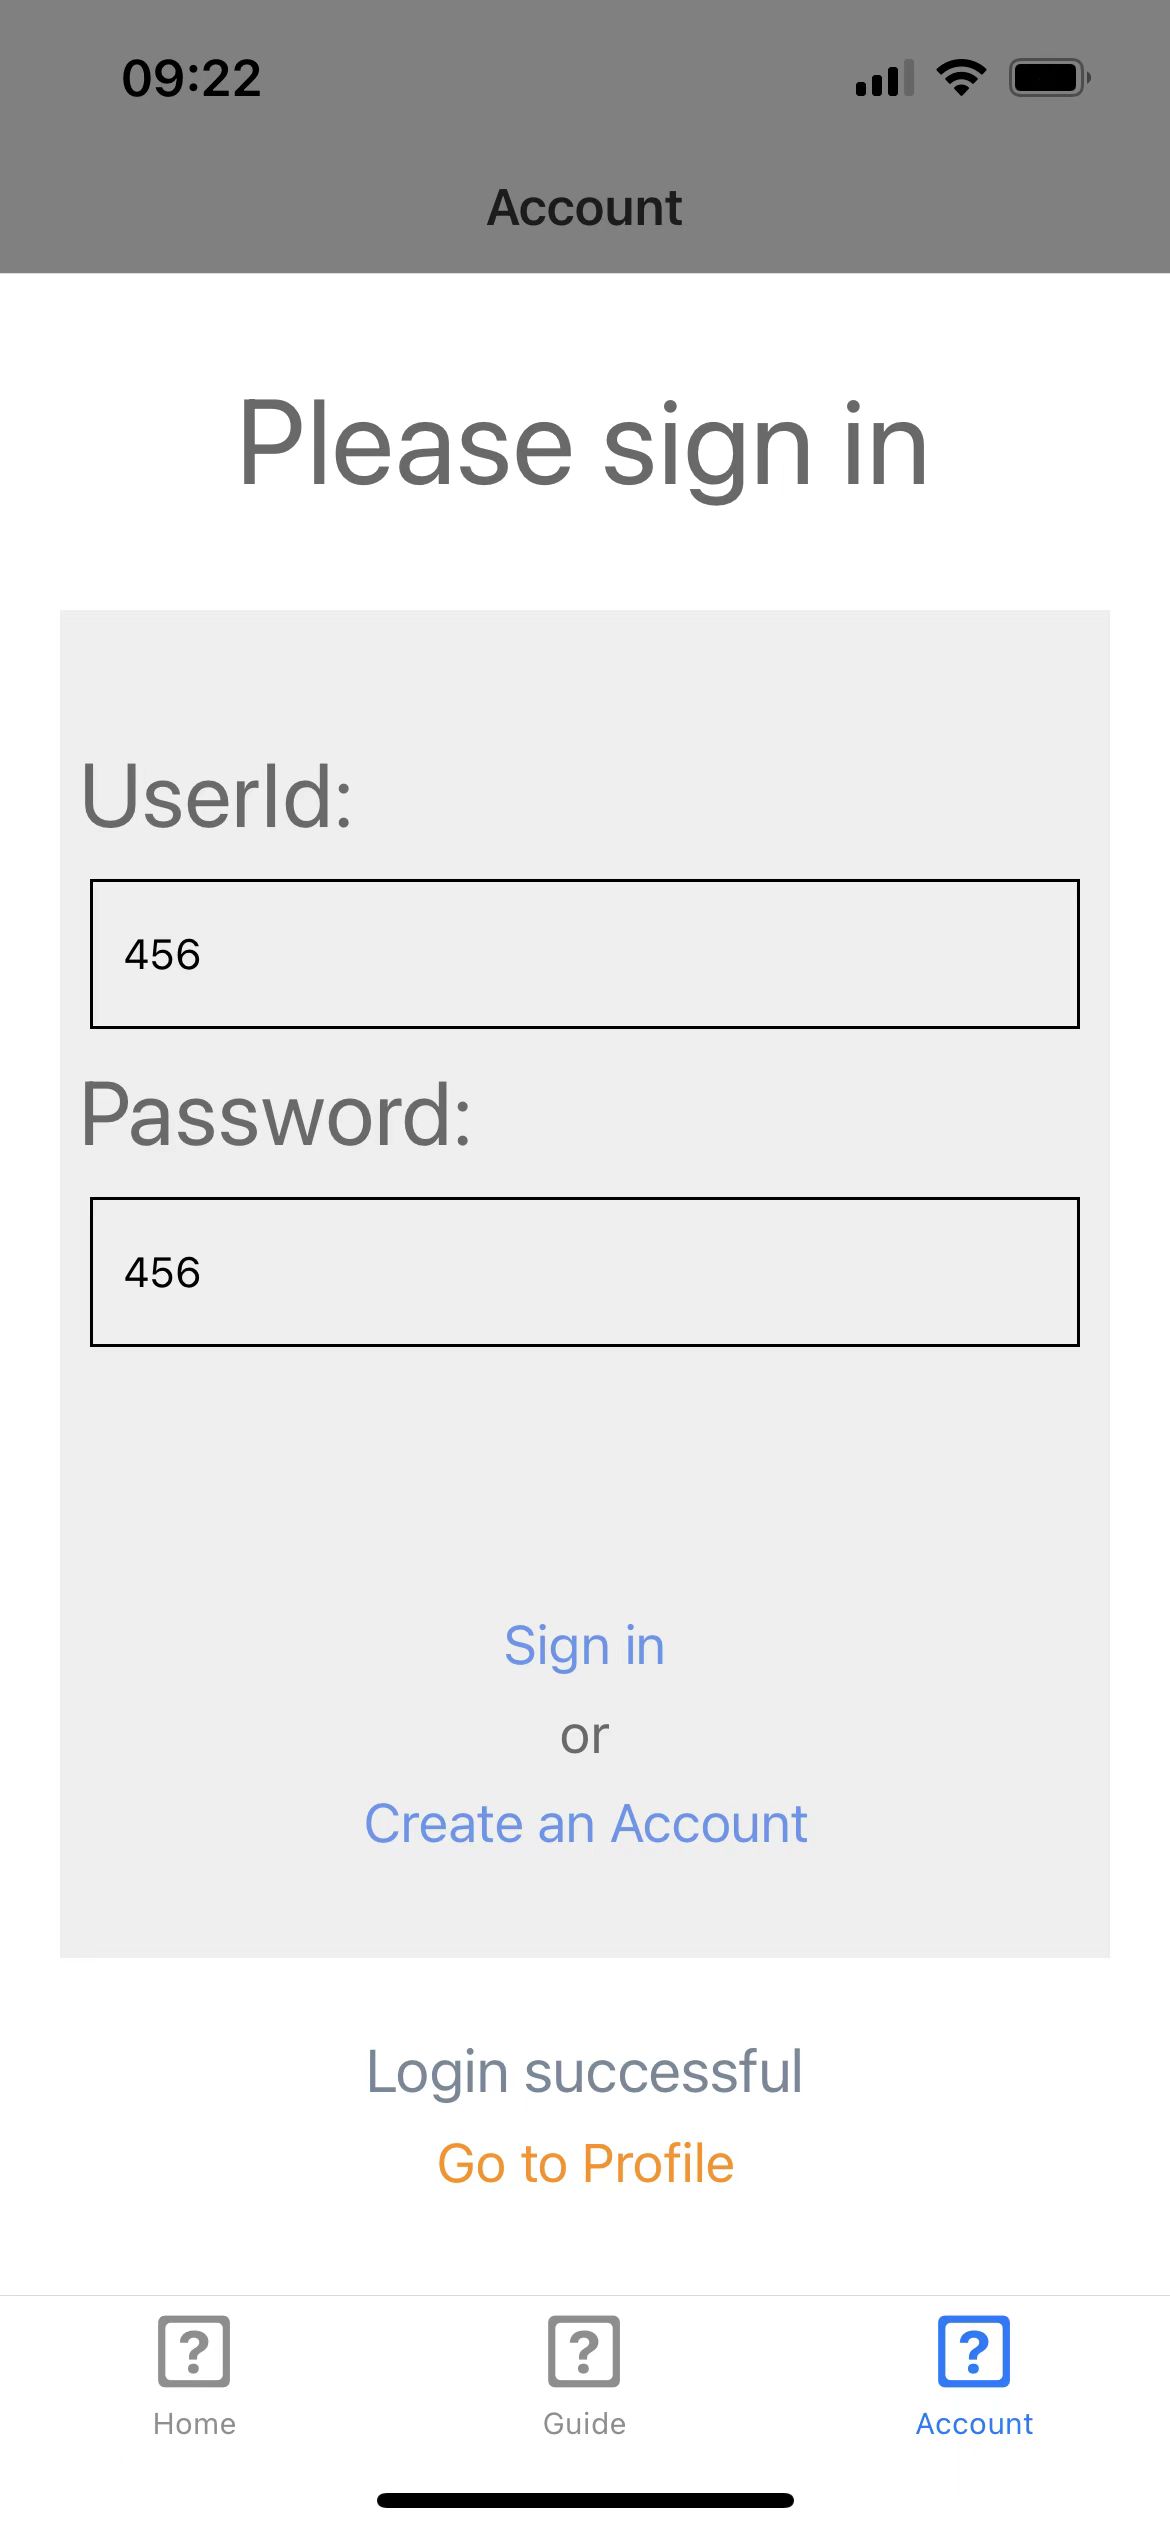 09:22
Account
Please sign in
UserId:
456
Password:
456
Sign in
or
Create an Account
Login successful
Go to Profile
? ? ?
Home Guide Account